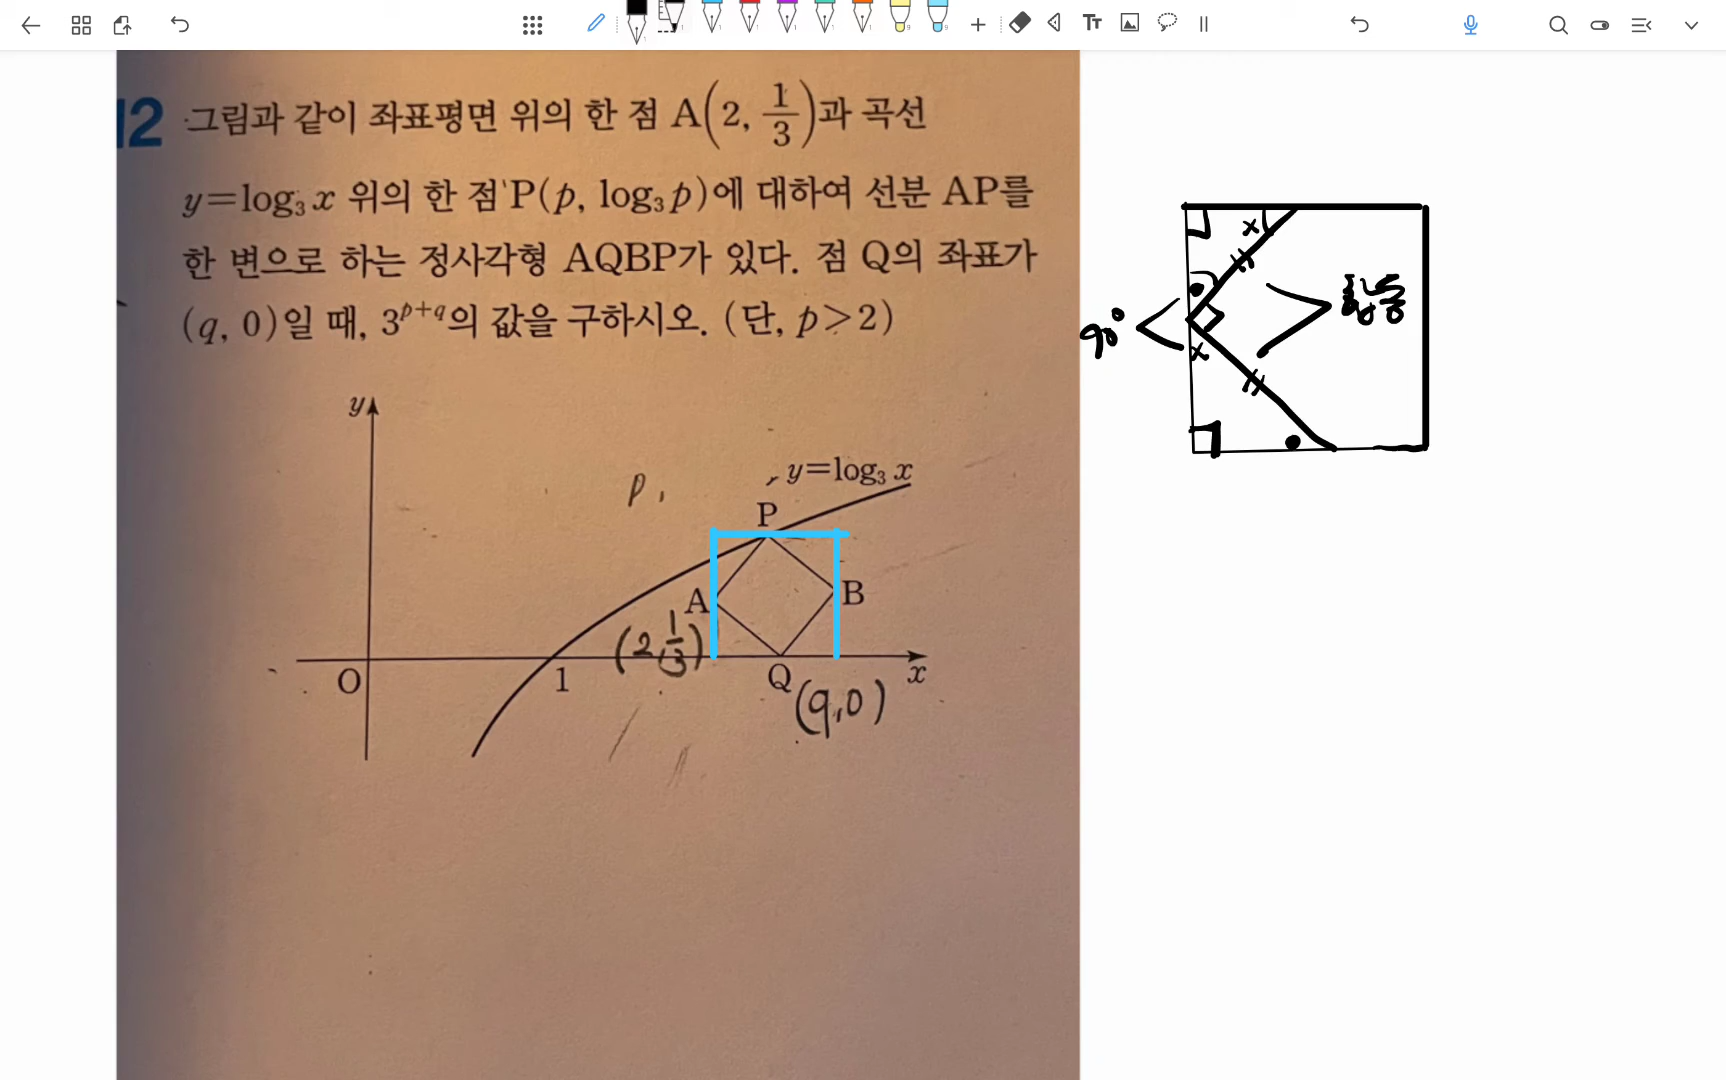 12 그림과 같이 좌표평면 위의 한 점 A(2, 1/3)과 곡선
y=log₃ x 위의 한 점 P(p, log₃ p)에 대하여 선분 AP를
한 변으로 하는 정사각형 AQBP가 있다. 점 Q의 좌표가
(q, 0)일 때, 3^{p+q}의 값을 구하시오. (단, p>2)
x
합동
90°
x
y
p,
y=log₃ x
P
A
B
(2, 1/3)
O
1
Q
x
(q, 0)
Tt